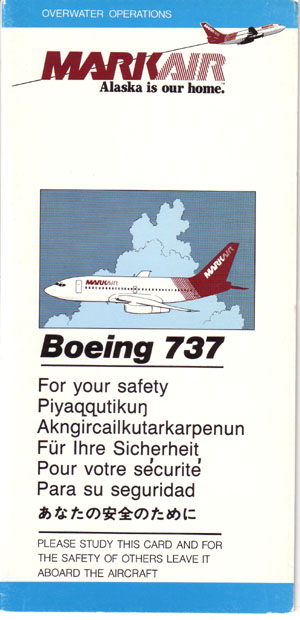 OVERWATER OPERATIONS
MARKAIR
Alaska is our home.
MARKAIR
MARKAIR
Boeing 737
For your safety
Piyaqqutikuŋ
Akngircailkutarkarpenun
Für Ihre Sicherheit
Pour votre sécurité
Para su seguridad
あなたの安全のために
PLEASE STUDY THIS CARD AND FOR
THE SAFETY OF OTHERS LEAVE IT
ABOARD THE AIRCRAFT